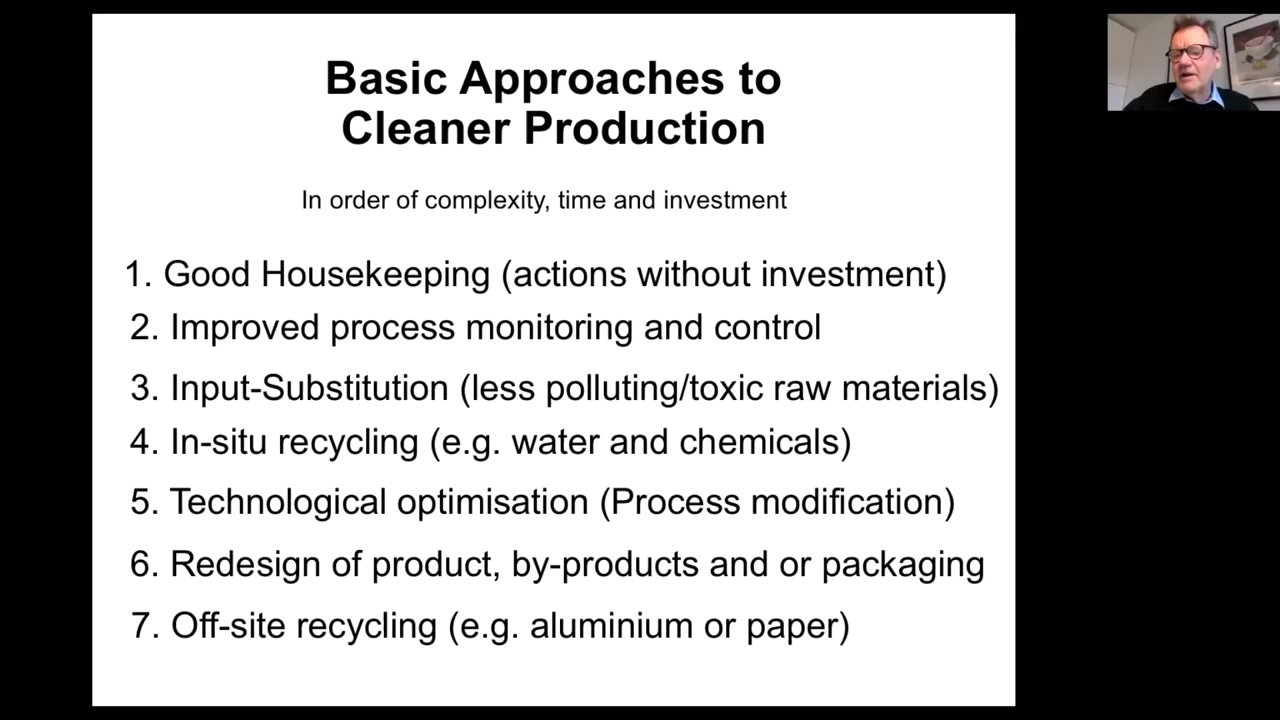 Basic Approaches to
Cleaner Production
In order of complexity, time and investment
1. Good Housekeeping (actions without investment)
2. Improved process monitoring and control
3. Input-Substitution (less polluting/toxic raw materials)
4. In-situ recycling (e.g. water and chemicals)
5. Technological optimisation (Process modification)
6. Redesign of product, by-products and or packaging
7. Off-site recycling (e.g. aluminium or paper)